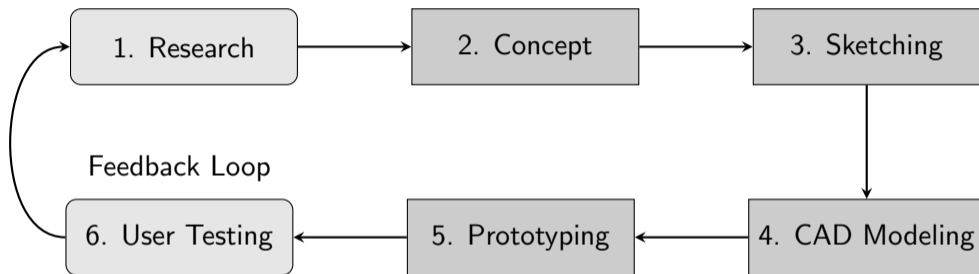 1. Research
2. Concept
3. Sketching
Feedback Loop
6. User Testing
5. Prototyping
4. CAD Modeling